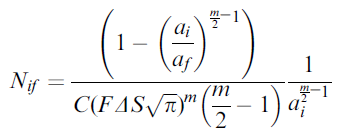 N_{if} = \frac{\left(1 - \left(\frac{a_i}{a_f}\right)^{\frac{m}{2}-1}\right)}{C(F\Delta S\sqrt{\pi})^m \left(\frac{m}{2} - 1\right)} \frac{1}{a_i^{\frac{m}{2}-1}}